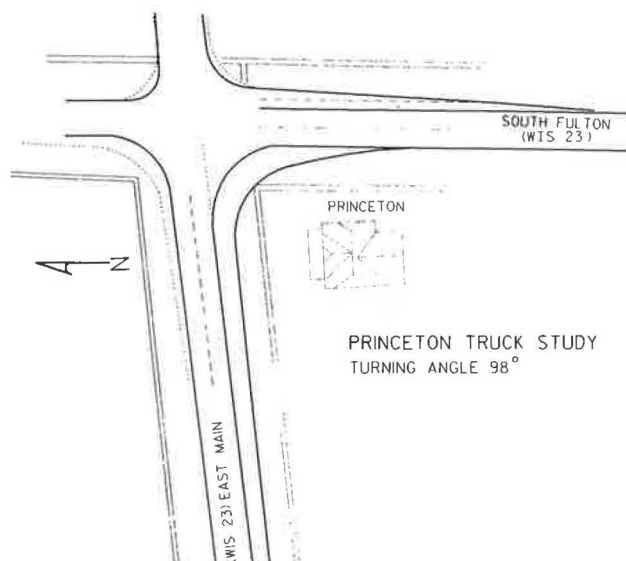 SOUTH FULTON
(WIS 23)
PRINCETON
N
PRINCETON TRUCK STUDY
TURNING ANGLE 98°
(WIS 23) EAST MAIN